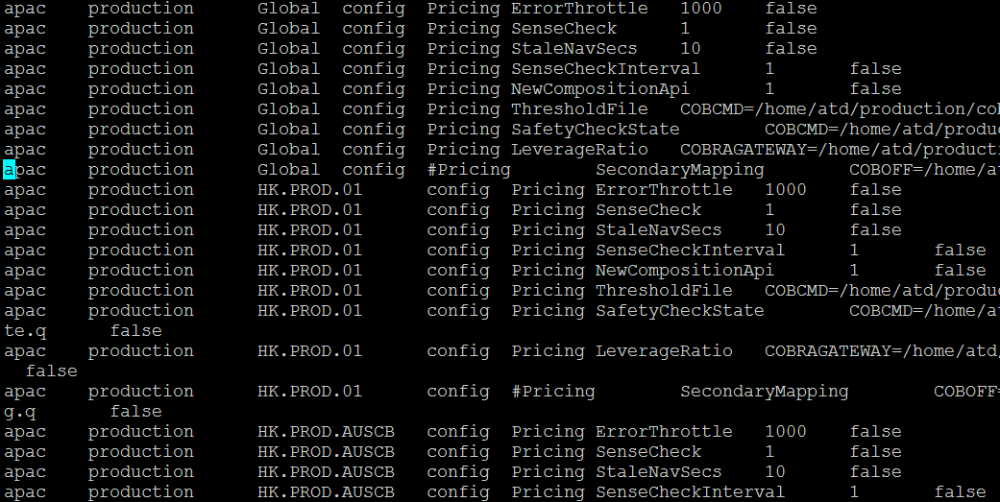 apac production Global config Pricing ErrorThrottle 1000 false
apac production Global config Pricing SenseCheck 1 false
apac production Global config Pricing StaleNavSecs 10 false
apac production Global config Pricing SenseCheckInterval 1 false
apac production Global config Pricing NewCompositionApi 1 false
apac production Global config Pricing ThresholdFile COBCMD=/home/atd/production/cob
apac production Global config Pricing SafetyCheckState COBCMD=/home/atd/produc
apac production Global config Pricing LeverageRatio COBRAGATEWAY=/home/atd/producti
apac production Global config #Pricing SecondaryMapping COBOFF=/home/at
apac production HK.PROD.01 config Pricing ErrorThrottle 1000 false
apac production HK.PROD.01 config Pricing SenseCheck 1 false
apac production HK.PROD.01 config Pricing StaleNavSecs 10 false
apac production HK.PROD.01 config Pricing SenseCheckInterval 1 false
apac production HK.PROD.01 config Pricing NewCompositionApi 1 false
apac production HK.PROD.01 config Pricing ThresholdFile COBCMD=/home/atd/produc
apac production HK.PROD.01 config Pricing SafetyCheckState COBCMD=/home/at
te.q false
apac production HK.PROD.01 config Pricing LeverageRatio COBRAGATEWAY=/home/atd/
false
apac production HK.PROD.01 config #Pricing SecondaryMapping COBOFF=
g.q false
apac production HK.PROD.AUSCB config Pricing ErrorThrottle 1000 false
apac production HK.PROD.AUSCB config Pricing SenseCheck 1 false
apac production HK.PROD.AUSCB config Pricing StaleNavSecs 10 false
apac production HK.PROD.AUSCB config Pricing SenseCheckInterval 1 false